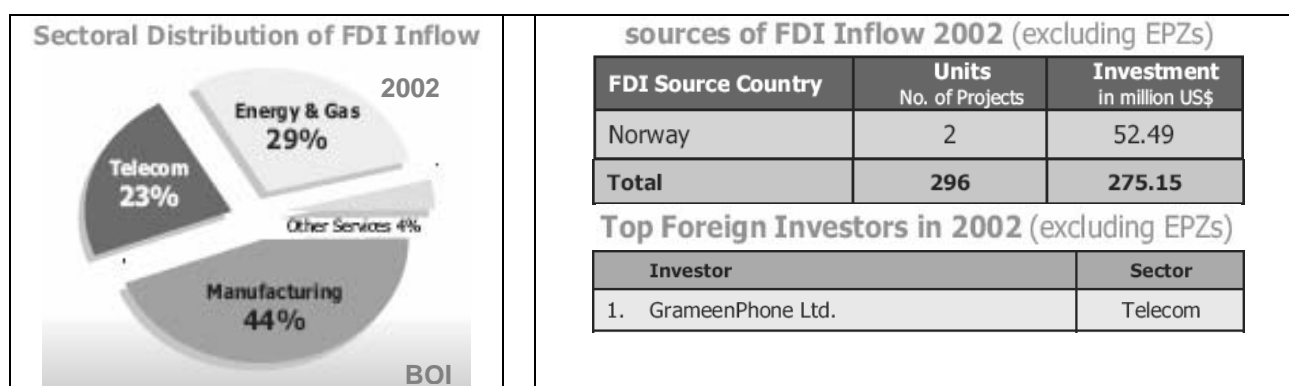 Sectoral Distribution of FDI Inflow
2002
Energy & Gas
29%
Telecom
23%
Other Services 4%
Manufacturing
44%
BOI
sources of FDI Inflow 2002 (excluding EPZs)
FDI Source Country Units Investment
No. of Projects in million US$
Norway 2 52.49
Total 296 275.15
Top Foreign Investors in 2002 (excluding EPZs)
Investor Sector
1. GrameenPhone Ltd. Telecom